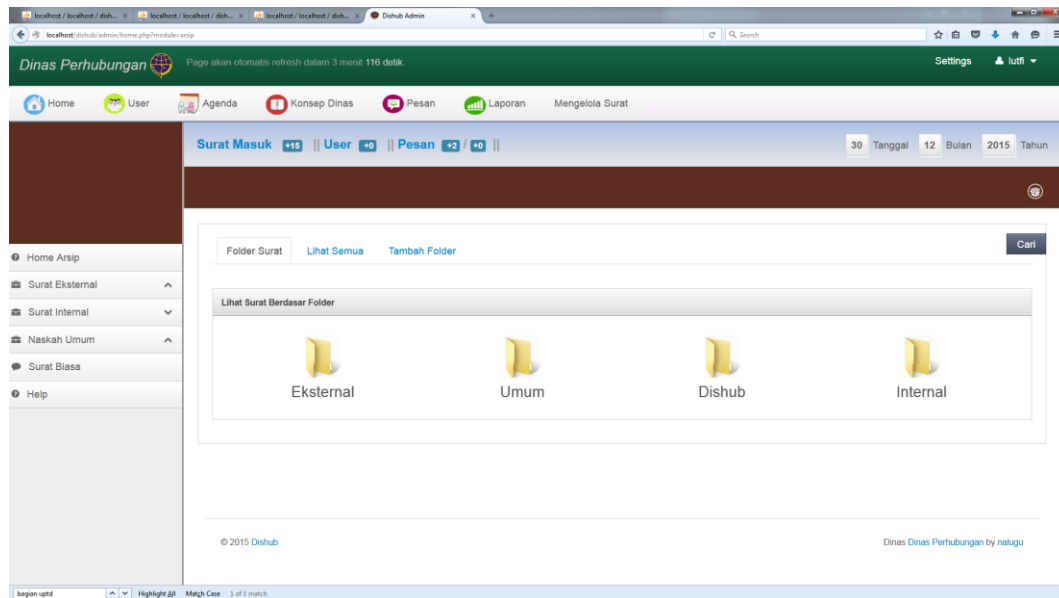 localhost / localhost / dish...
localhost / localhost / dish...
localhost / localhost / dish...
Dishub Admin
localhost/dishub/admin/home.php?module=arsip
Search
Dinas Perhubungan
Page akan otomatis refresh dalam 3 menit 116 detik.
Settings
lutfi
Home
User
Agenda
Konsep Dinas
Pesan
Laporan
Mengelola Surat
Surat Masuk +15 || User +0 || Pesan +2 / +0 ||
30 Tanggal 12 Bulan 2015 Tahun
Home Arsip
Surat Eksternal
Surat Internal
Naskah Umum
Surat Biasa
Help
Folder Surat
Lihat Semua
Tambah Folder
Cari
Lihat Surat Berdasar Folder
Eksternal
Umum
Dishub
Internal
© 2015 Dishub
Dinas Dinas Perhubungan by nalugu
bagian uptd
Highlight All
Match Case
1 of 1 match